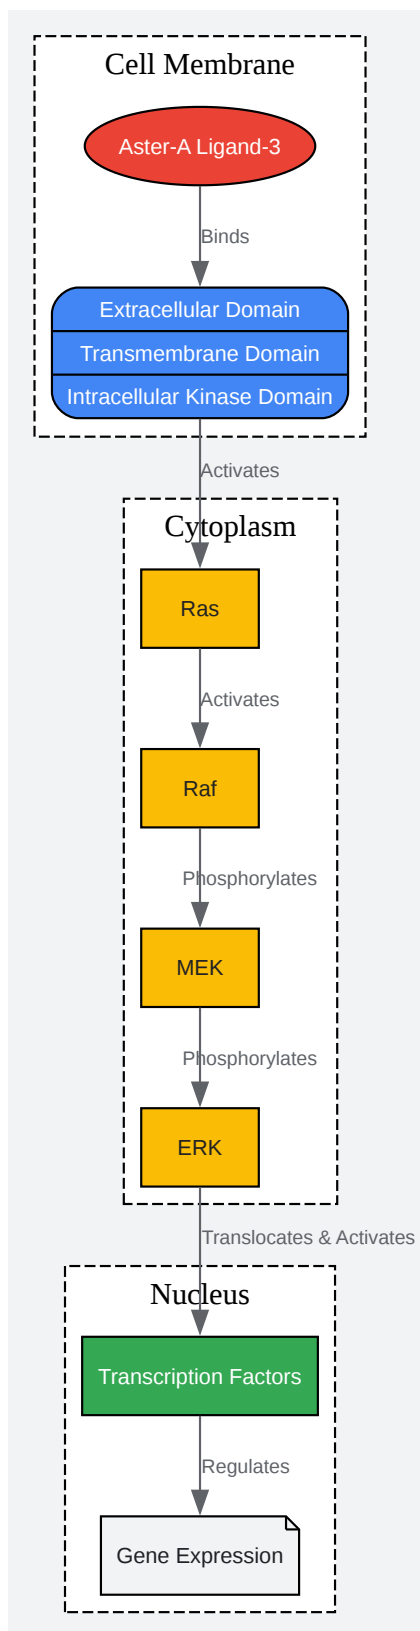 Cell Membrane
Aster-A Ligand-3
Binds
Extracellular Domain
Transmembrane Domain
Intracellular Kinase Domain
Activates
Cytoplasm
Ras
Activates
Raf
Phosphorylates
MEK
Phosphorylates
ERK
Translocates & Activates
Nucleus
Transcription Factors
Regulates
Gene Expression